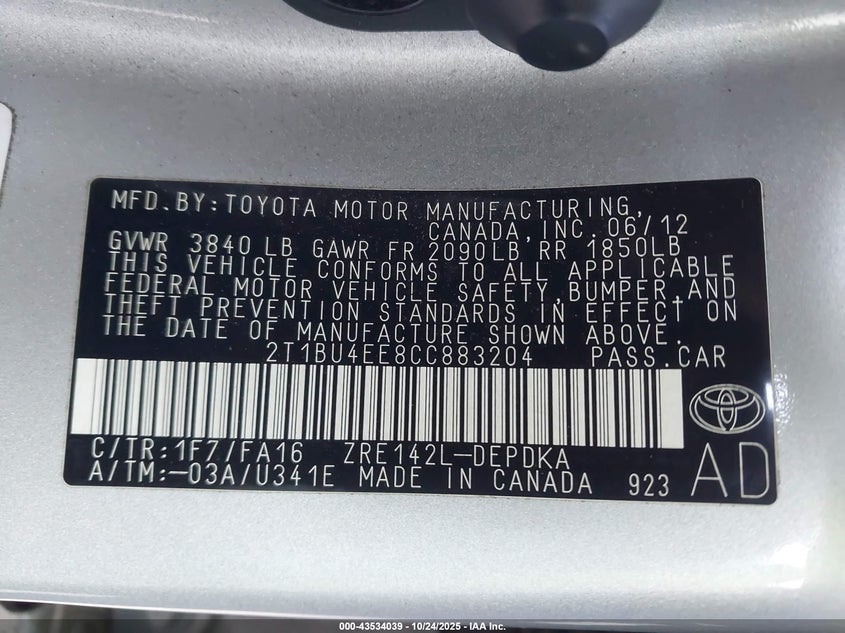 MFD.BY:TOYOTA MOTOR MANUFACTURING,
CANADA, INC. 06/12
GVWR 3840 LB GAWR FR 2090LB RR 1850LB
THIS VEHICLE CONFORMS TO ALL APPLICABLE
FEDERAL MOTOR VEHICLE SAFETY,BUMPER,AND
THEFT PREVENTION STANDARDS IN EFFECT ON
THE DATE OF MANUFACTURE SHOWN ABOVE.
2T1BU4EE8CC883204 PASS.CAR
C/TR:1F7/FA16 ZRE142L-DEPDKA
A/TM:-03A/U341E MADE IN CANADA 923 AD
000-43534039 - 10/24/2025 - IAA Inc.